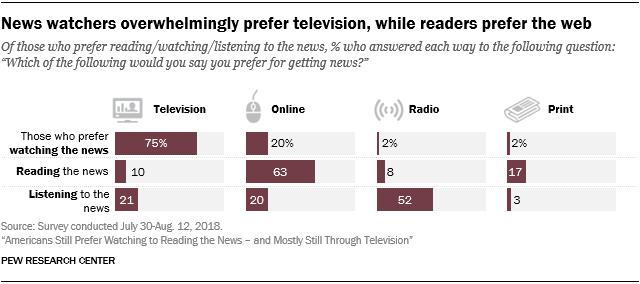 News watchers overwhelmingly prefer television, while readers prefer the web
Of those who prefer reading/watching/listening to the news, % who answered each way to the following question:
“Which of the following would you say you prefer for getting news?”
Television Online Radio Print
Those who prefer
watching the news 75% 20% 2% 2%
Reading the news 10 63 8 17
Listening to the
news 21 20 52 3
Source: Survey conducted July 30-Aug. 12, 2018.
“Americans Still Prefer Watching to Reading the News – and Mostly Still Through Television”
PEW RESEARCH CENTER